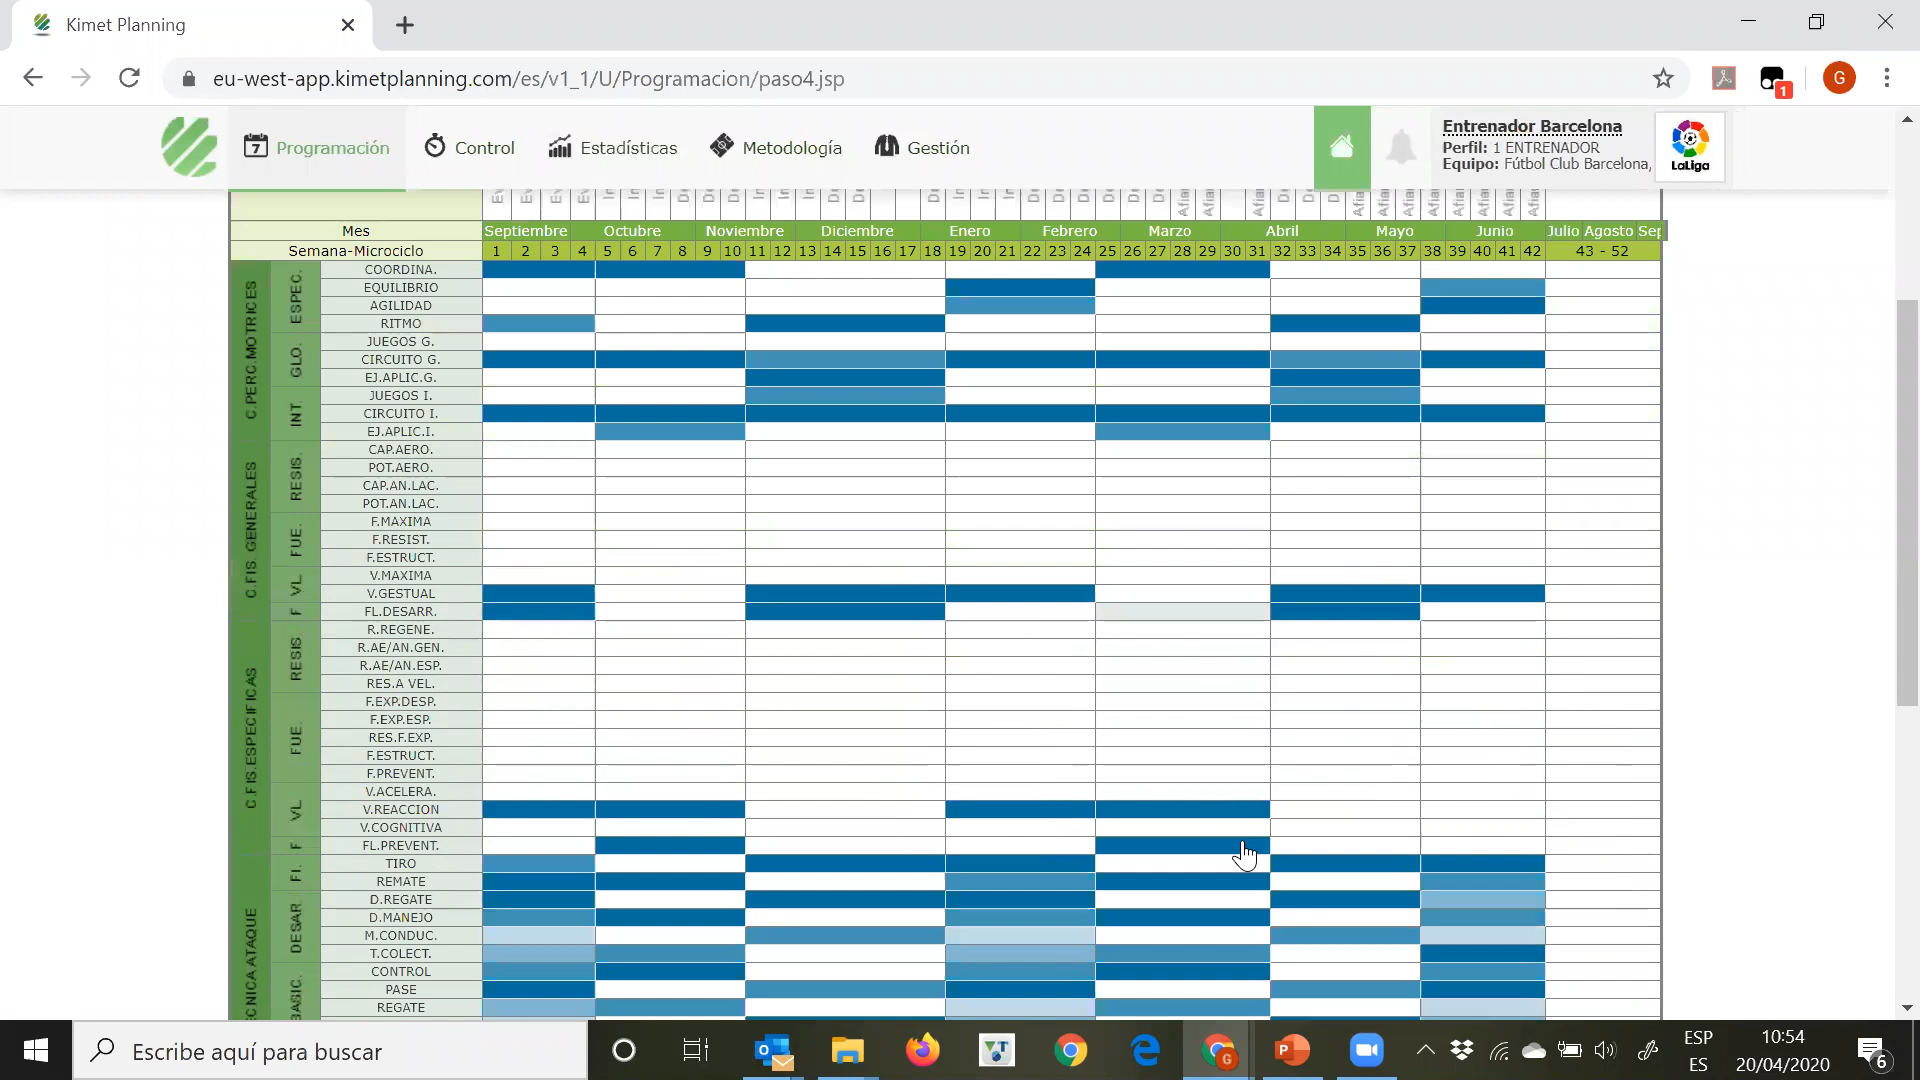 Kimet Planning
eu-west-app.kimetplanning.com/es/v1_1/U/Programacion/paso4.jsp
G
1
Programación
Control
Estadísticas
Metodología
Gestión
Entrenador Barcelona
Perfil: 1 ENTRENADOR
Equipo: Fútbol Club Barcelona,
LaLiga
Mes Septiembre Octubre Noviembre Diciembre Enero Febrero Marzo Abril Mayo Junio Julio Agosto Sep
Semana-Microciclo 1 2 3 4 5 6 7 8 9 10 11 12 13 14 15 16 17 18 19 20 21 22 23 24 25 26 27 28 29 30 31 32 33 34 35 36 37 38 39 40 41 42 43 - 52
C.PERC.MOTRICES
ESPEC.
COORDINA.
EQUILIBRIO
AGILIDAD
RITMO
GLO.
JUEGOS G.
CIRCUITO G.
EJ.APLIC.G.
INT.
JUEGOS I.
CIRCUITO I.
EJ.APLIC.I.
C.FIS. GENERALES
RESIS.
CAP.AERO.
POT.AERO.
CAP.AN.LAC.
POT.AN.LAC.
FUE.
F.MAXIMA
F.RESIST.
F.ESTRUCT.
VL
V.MAXIMA
V.GESTUAL
F
FL.DESARR.
C.FIS.ESPECIFICAS
RESIS
R.REGENE.
R.AE/AN.GEN.
R.AE/AN.ESP.
RES.A VEL.
FUE.
F.EXP.DESP.
F.EXP.ESP.
RES.F.EXP.
F.ESTRUCT.
F.PREVENT.
VL
V.ACELERA.
V.REACCION
V.COGNITIVA
F
FL.PREVENT.
CNICA ATAQUE
FI.
TIRO
REMATE
DESAR.
D.REGATE
D.MANEJO
M.CONDUC.
T.COLECT.
BASIC.
CONTROL
PASE
REGATE
Escribe aquí para buscar
ESP
ES
10:54
20/04/2020
6